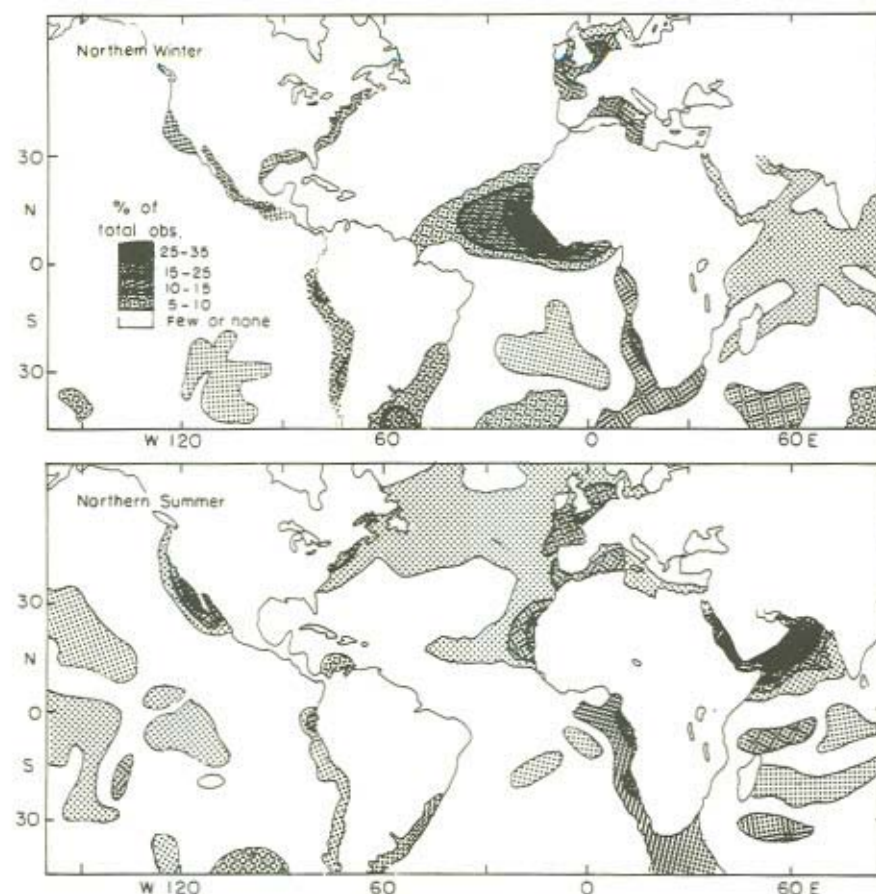 Northern Winter
30
N
0
S
30
% of
total obs.
25-35
15-25
10-15
5-10
Few or none
W 120 60 0 60 E
Northern Summer
30
N
0
S
30
W 120 60 0 60 E